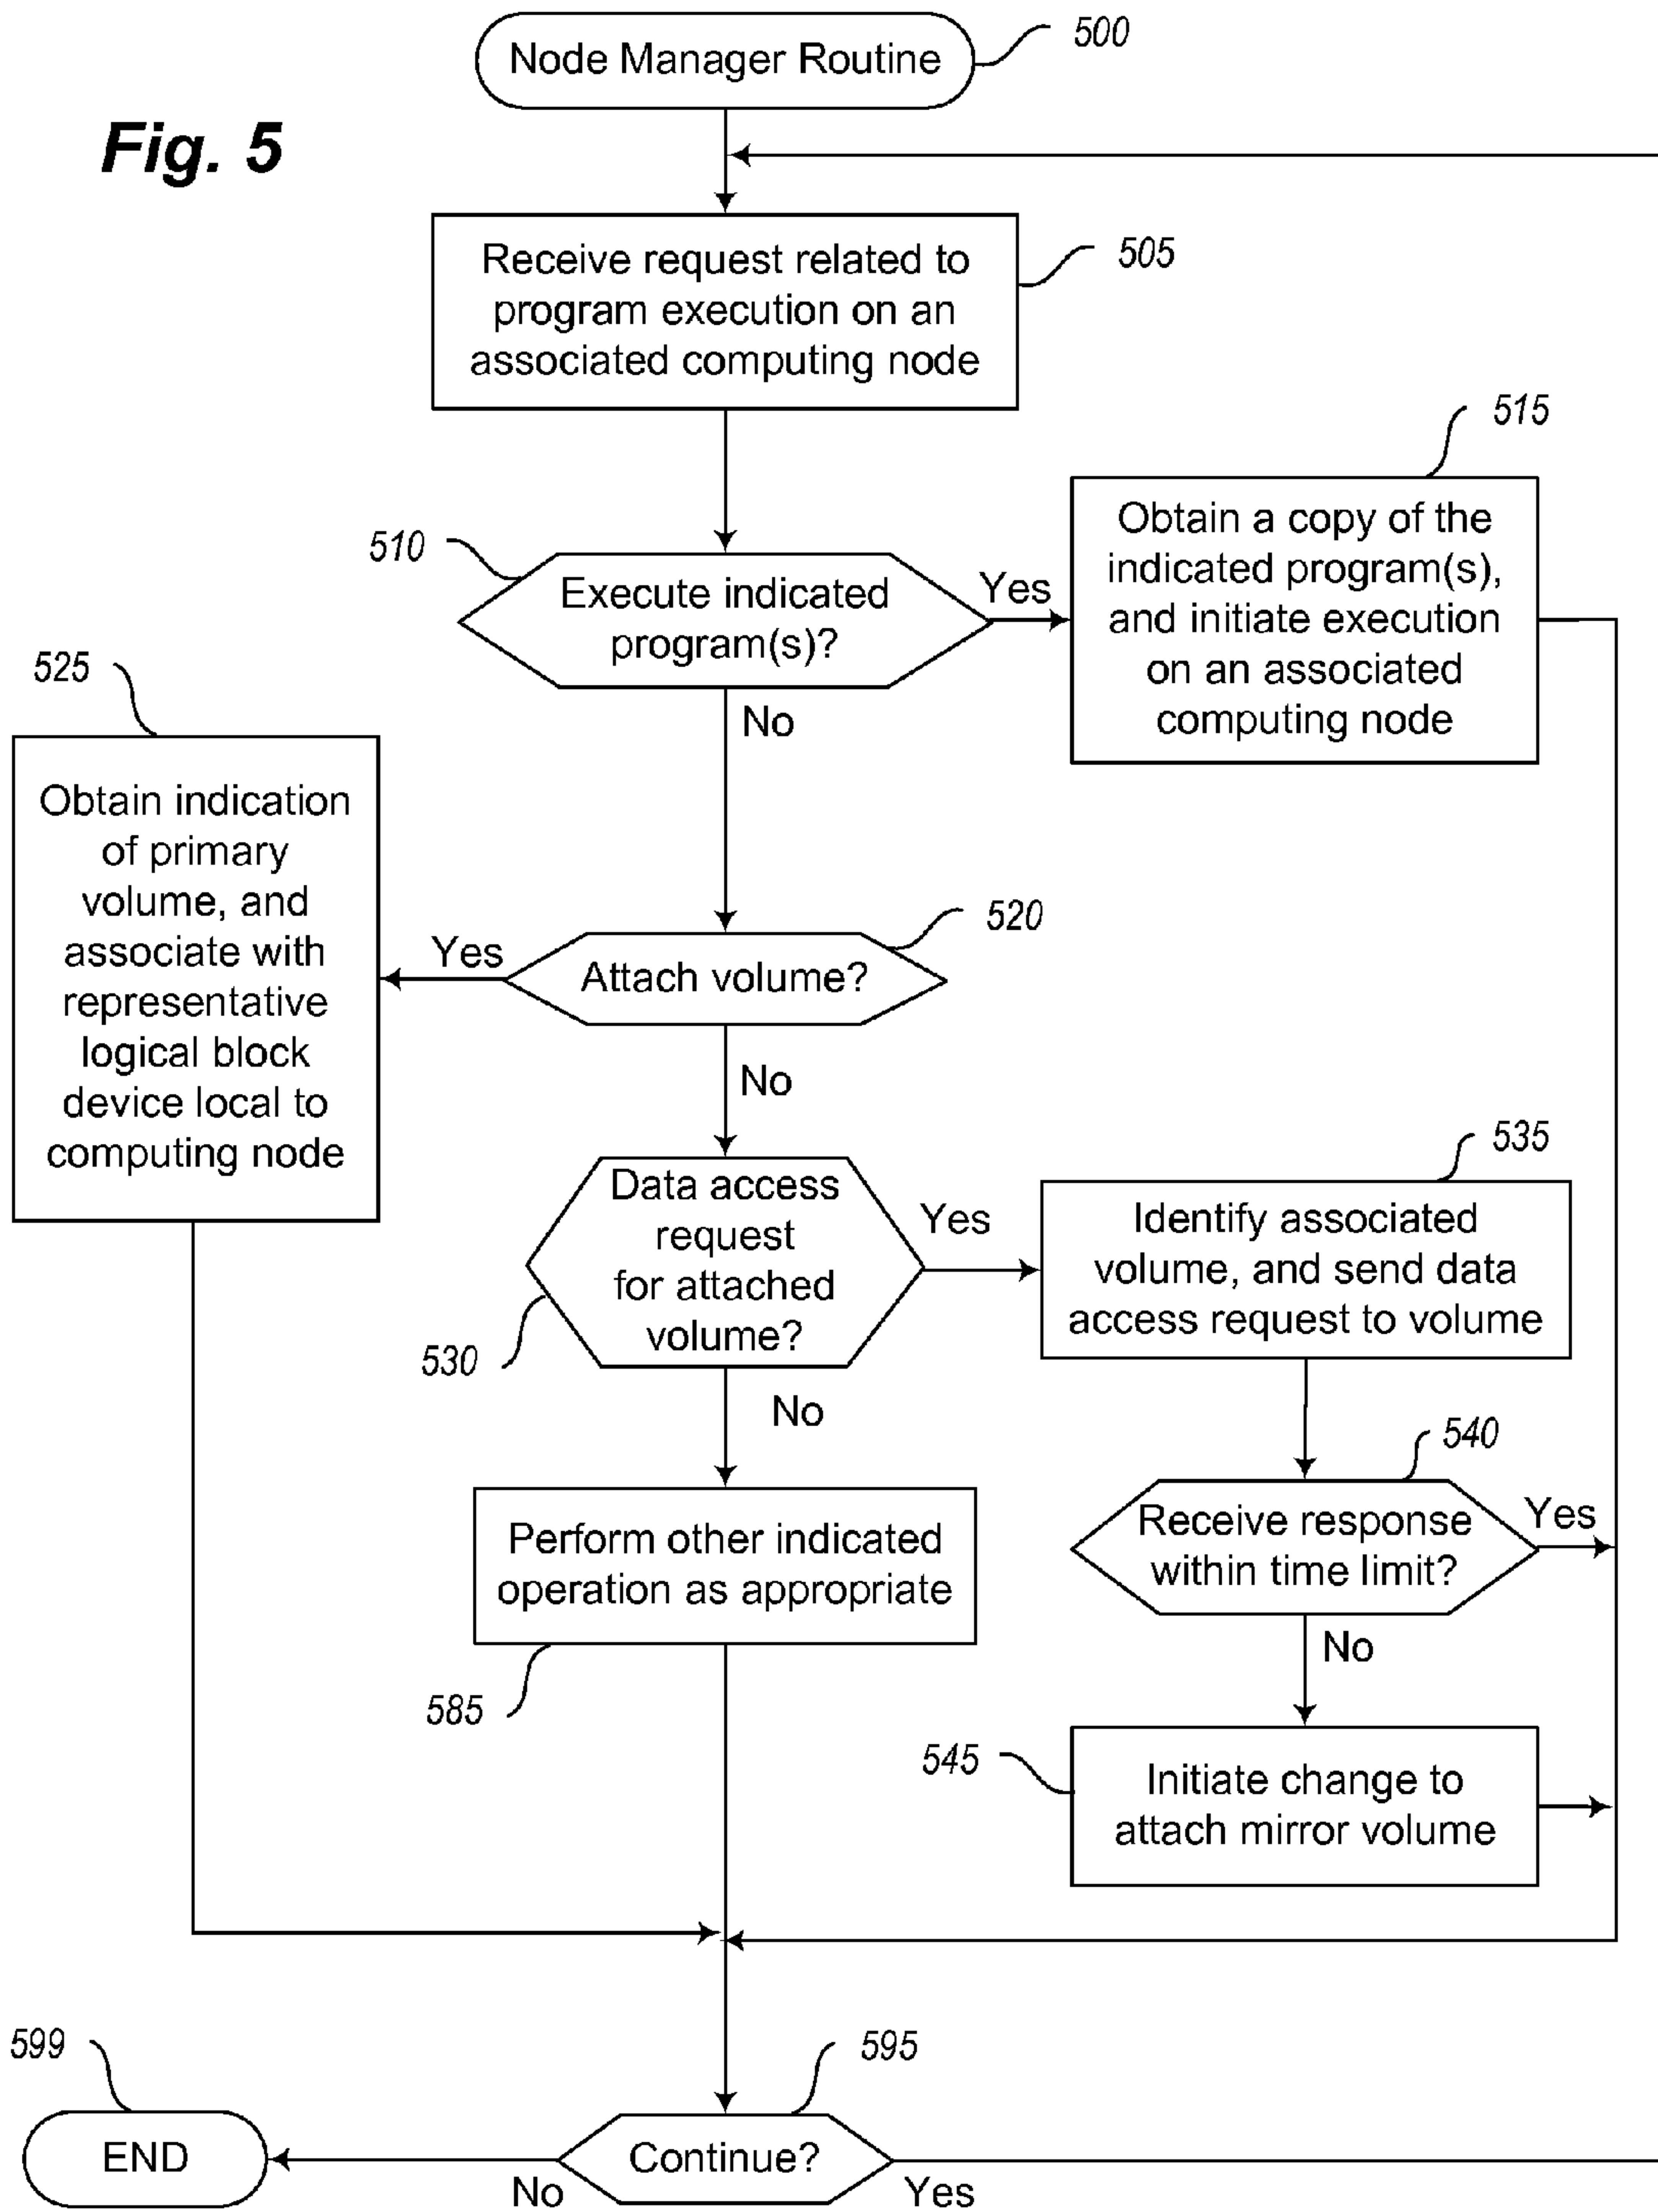 Node Manager Routine
500
Fig. 5
Receive request related to
program execution on an
associated computing node
505
510
Execute indicated
program(s)?
Yes
No
515
Obtain a copy of the
indicated program(s),
and initiate execution
on an associated
computing node
525
Obtain indication
of primary
volume, and
associate with
representative
logical block
device local to
computing node
520
Attach volume?
Yes
No
530
Data access
request
for attached
volume?
Yes
No
535
Identify associated
volume, and send data
access request to volume
540
Receive response
within time limit?
Yes
No
585
Perform other indicated
operation as appropriate
545
Initiate change to
attach mirror volume
599
END
595
Continue?
No
Yes